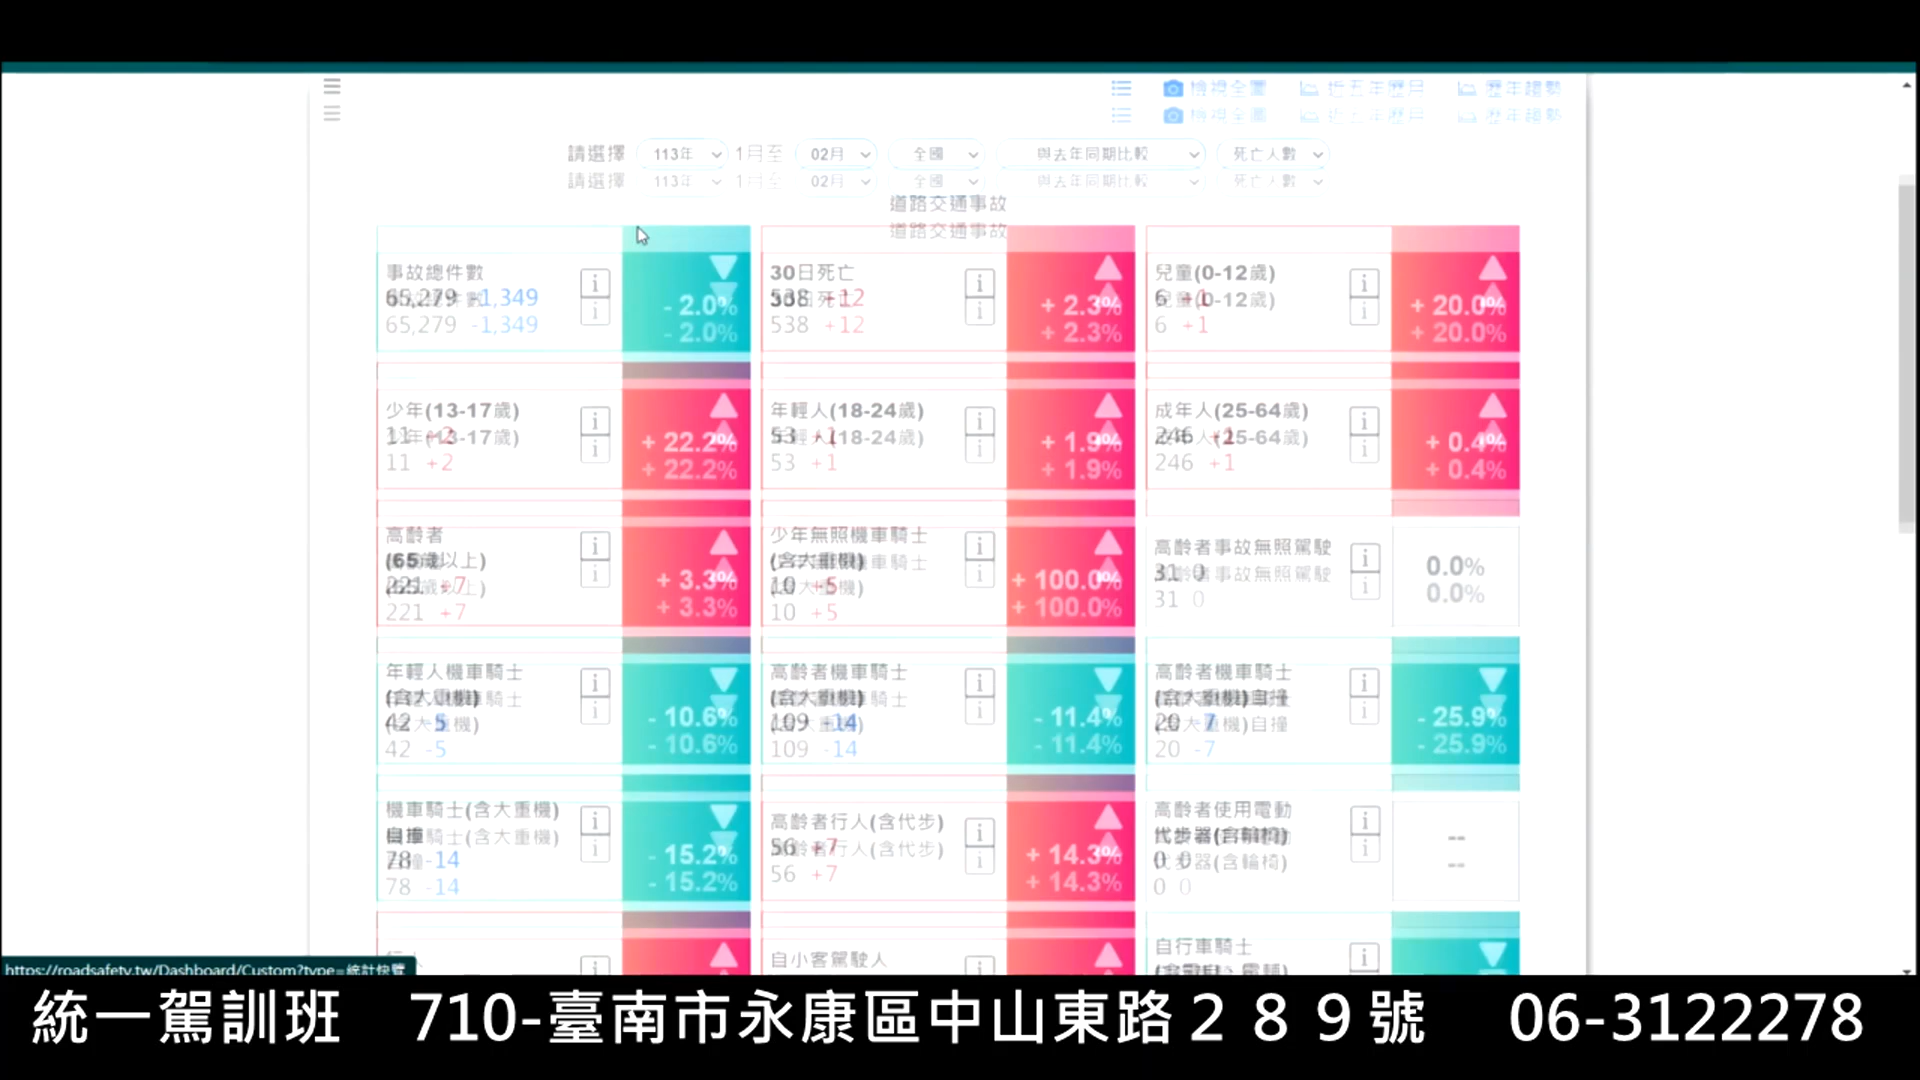 檢視全圖 近五年歷月 歷年趨勢
請選擇 113年 1月至 02月 全國 與去年同期比較 死亡人數
道路交通事故
事故總件數
65,279 -1,349
- 2.0%
30日死亡
538 +12
+ 2.3%
兒童(0-12歲)
6 +1
+ 20.0%
少年(13-17歲)
11 +2
+ 22.2%
年輕人(18-24歲)
53 +1
+ 1.9%
成年人(25-64歲)
246 +1
+ 0.4%
高齡者
(65歲以上)
221 +7
+ 3.3%
少年無照機車騎士
(含大重機)
10 +5
+ 100.0%
高齡者事故無照駕駛
31 0
0.0%
年輕人機車騎士
(含大重機)
42 -5
- 10.6%
高齡者機車騎士
(含大重機)
109 -14
- 11.4%
高齡者機車騎士
(含大重機)自撞
20 -7
- 25.9%
機車騎士(含大重機)
自撞
78 -14
- 15.2%
高齡者行人(含代步)
56 +7
+ 14.3%
高齡者使用電動
代步器(含輪椅)
0 0
--
自小客駕駛人
自行車騎士
https://roadsafety.tw/Dashboard/Custom?type=統計快覽
統一駕訓班 710-臺南市永康區中山東路２８９號 06-3122278